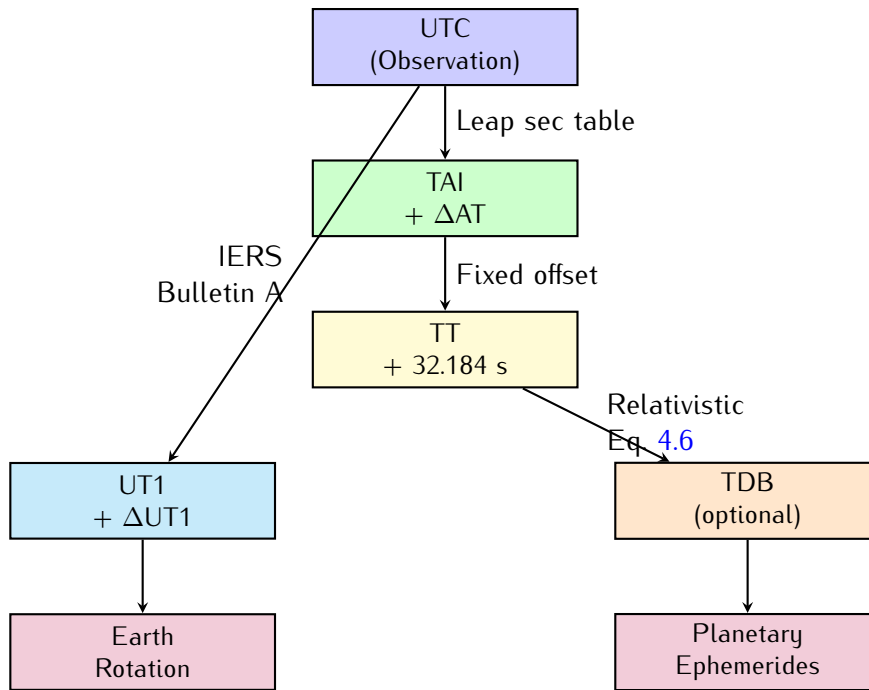 UTC
(Observation)
Leap sec table
TAI
+ ΔAT
IERS
Bulletin A
Fixed offset
TT
+ 32.184 s
Relativistic
Eq. 4.6
UT1
+ ΔUT1
TDB
(optional)
Earth
Rotation
Planetary
Ephemerides